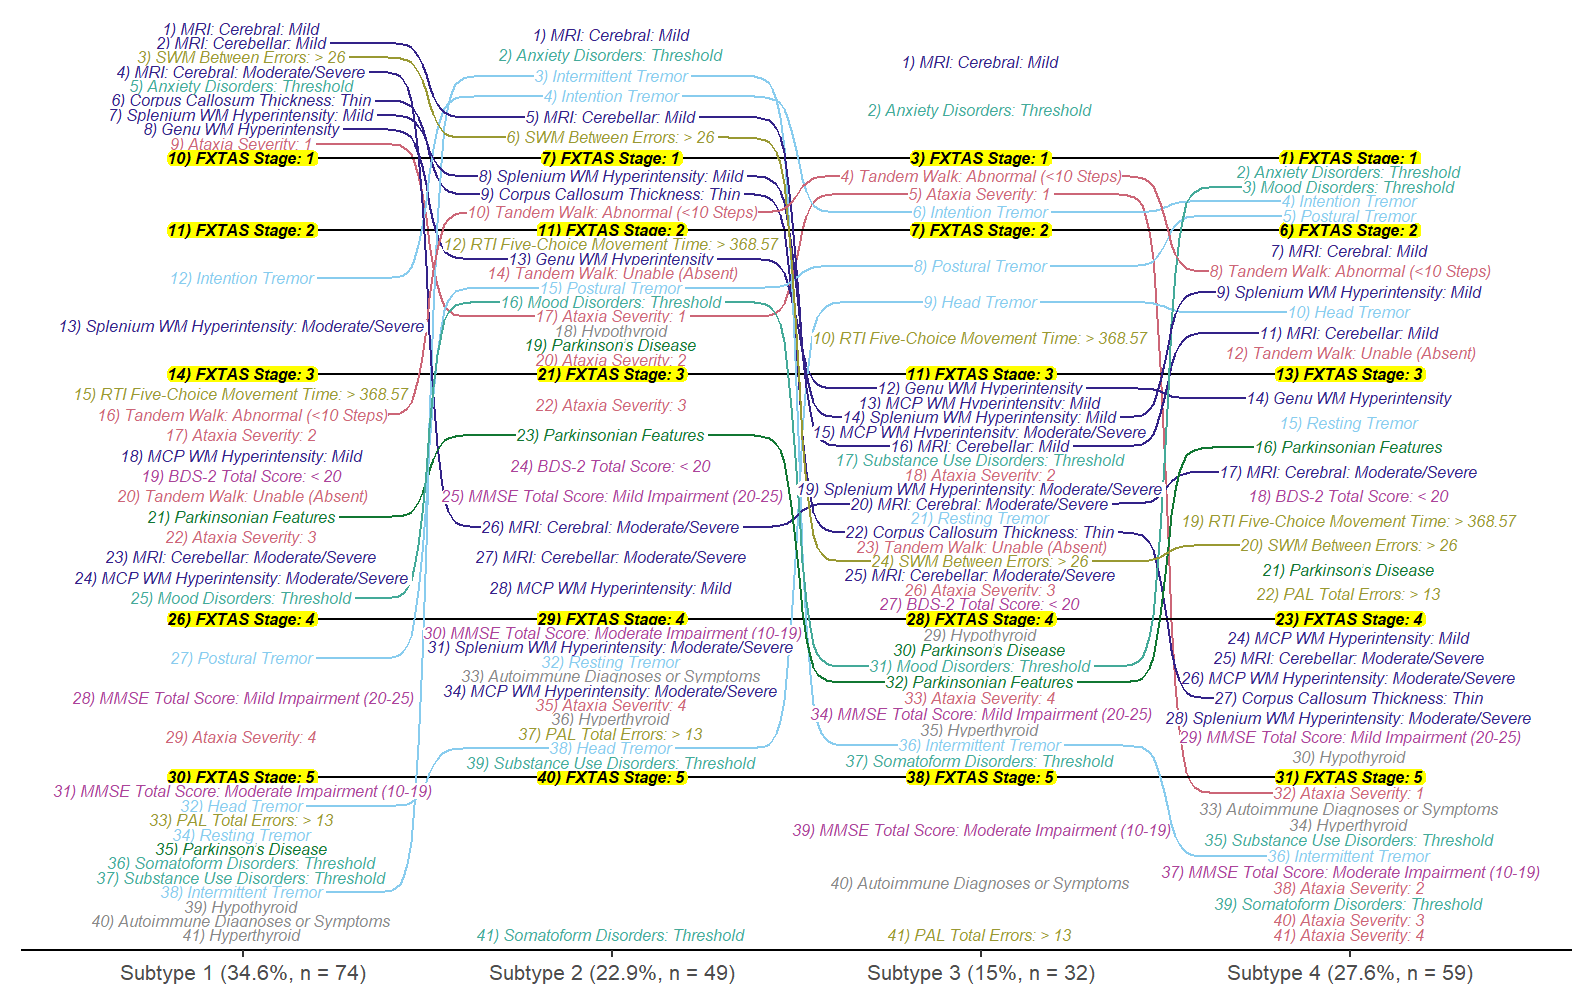 1) MRI: Cerebral: Mild
2) MRI: Cerebellar: Mild
3) SWM Between Errors: > 26
4) MRI: Cerebral: Moderate/Severe
5) Anxiety Disorders: Threshold
6) Corpus Callosum Thickness: Thin
7) Splenium WM Hyperintensity: Mild
8) Genu WM Hyperintensity
9) Ataxia Severity: 1
10) FXTAS Stage: 1
11) FXTAS Stage: 2
12) Intention Tremor
13) Splenium WM Hyperintensity: Moderate/Severe
14) FXTAS Stage: 3
15) RTI Five-Choice Movement Time: > 368.57
16) Tandem Walk: Abnormal (<10 Steps)
17) Ataxia Severity: 2
18) MCP WM Hyperintensity: Mild
19) BDS-2 Total Score: < 20
20) Tandem Walk: Unable (Absent)
21) Parkinsonian Features
22) Ataxia Severity: 3
23) MRI: Cerebellar: Moderate/Severe
24) MCP WM Hyperintensity: Moderate/Severe
25) Mood Disorders: Threshold
26) FXTAS Stage: 4
27) Postural Tremor
28) MMSE Total Score: Mild Impairment (20-25)
29) Ataxia Severity: 4
30) FXTAS Stage: 5
31) MMSE Total Score: Moderate Impairment (10-19)
32) Head Tremor
33) PAL Total Errors: > 13
34) Resting Tremor
35) Parkinson's Disease
36) Somatoform Disorders: Threshold
37) Substance Use Disorders: Threshold
38) Intermittent Tremor
39) Hypothyroid
40) Autoimmune Diagnoses or Symptoms
41) Hyperthyroid
Subtype 1 (34.6%, n = 74)
1) MRI: Cerebral: Mild
2) Anxiety Disorders: Threshold
3) Intermittent Tremor
4) Intention Tremor
5) MRI: Cerebellar: Mild
6) SWM Between Errors: > 26
7) FXTAS Stage: 1
8) Splenium WM Hyperintensity: Mild
9) Corpus Callosum Thickness: Thin
10) Tandem Walk: Abnormal (<10 Steps)
11) FXTAS Stage: 2
12) RTI Five-Choice Movement Time: > 368.57
13) Genu WM Hyperintensity
14) Tandem Walk: Unable (Absent)
15) Postural Tremor
16) Mood Disorders: Threshold
17) Ataxia Severity: 1
18) Hypothyroid
19) Parkinson's Disease
20) Ataxia Severity: 2
21) FXTAS Stage: 3
22) Ataxia Severity: 3
23) Parkinsonian Features
24) BDS-2 Total Score: < 20
25) MMSE Total Score: Mild Impairment (20-25)
26) MRI: Cerebral: Moderate/Severe
27) MRI: Cerebellar: Moderate/Severe
28) MCP WM Hyperintensity: Mild
29) FXTAS Stage: 4
30) MMSE Total Score: Moderate Impairment (10-19)
31) Splenium WM Hyperintensity: Moderate/Severe
32) Resting Tremor
33) Autoimmune Diagnoses or Symptoms
34) MCP WM Hyperintensity: Moderate/Severe
35) Ataxia Severity: 4
36) Hyperthyroid
37) PAL Total Errors: > 13
38) Head Tremor
39) Substance Use Disorders: Threshold
40) FXTAS Stage: 5
41) Somatoform Disorders: Threshold
Subtype 2 (22.9%, n = 49)
1) MRI: Cerebral: Mild
2) Anxiety Disorders: Threshold
3) FXTAS Stage: 1
4) Tandem Walk: Abnormal (<10 Steps)
5) Ataxia Severity: 1
6) Intention Tremor
7) FXTAS Stage: 2
8) Postural Tremor
9) Head Tremor
10) RTI Five-Choice Movement Time: > 368.57
11) FXTAS Stage: 3
12) Genu WM Hyperintensity
13) MCP WM Hyperintensity: Mild
14) Splenium WM Hyperintensity: Mild
15) MCP WM Hyperintensity: Moderate/Severe
16) MRI: Cerebellar: Mild
17) Substance Use Disorders: Threshold
18) Ataxia Severity: 2
19) Splenium WM Hyperintensity: Moderate/Severe
20) MRI: Cerebral: Moderate/Severe
21) Resting Tremor
22) Corpus Callosum Thickness: Thin
23) Tandem Walk: Unable (Absent)
24) SWM Between Errors: > 26
25) MRI: Cerebellar: Moderate/Severe
26) Ataxia Severity: 3
27) BDS-2 Total Score: < 20
28) FXTAS Stage: 4
29) Hypothyroid
30) Parkinson's Disease
31) Mood Disorders: Threshold
32) Parkinsonian Features
33) Ataxia Severity: 4
34) MMSE Total Score: Mild Impairment (20-25)
35) Hyperthyroid
36) Intermittent Tremor
37) Somatoform Disorders: Threshold
38) FXTAS Stage: 5
39) MMSE Total Score: Moderate Impairment (10-19)
40) Autoimmune Diagnoses or Symptoms
41) PAL Total Errors: > 13
Subtype 3 (15%, n = 32)
1) FXTAS Stage: 1
2) Anxiety Disorders: Threshold
3) Mood Disorders: Threshold
4) Intention Tremor
5) Postural Tremor
6) FXTAS Stage: 2
7) MRI: Cerebral: Mild
8) Tandem Walk: Abnormal (<10 Steps)
9) Splenium WM Hyperintensity: Mild
10) Head Tremor
11) MRI: Cerebellar: Mild
12) Tandem Walk: Unable (Absent)
13) FXTAS Stage: 3
14) Genu WM Hyperintensity
15) Resting Tremor
16) Parkinsonian Features
17) MRI: Cerebral: Moderate/Severe
18) BDS-2 Total Score: < 20
19) RTI Five-Choice Movement Time: > 368.57
20) SWM Between Errors: > 26
21) Parkinson's Disease
22) PAL Total Errors: > 13
23) FXTAS Stage: 4
24) MCP WM Hyperintensity: Mild
25) MRI: Cerebellar: Moderate/Severe
26) MCP WM Hyperintensity: Moderate/Severe
27) Corpus Callosum Thickness: Thin
28) Splenium WM Hyperintensity: Moderate/Severe
29) MMSE Total Score: Mild Impairment (20-25)
30) Hypothyroid
31) FXTAS Stage: 5
32) Ataxia Severity: 1
33) Autoimmune Diagnoses or Symptoms
34) Hyperthyroid
35) Substance Use Disorders: Threshold
36) Intermittent Tremor
37) MMSE Total Score: Moderate Impairment (10-19)
38) Ataxia Severity: 2
39) Somatoform Disorders: Threshold
40) Ataxia Severity: 3
41) Ataxia Severity: 4
Subtype 4 (27.6%, n = 59)